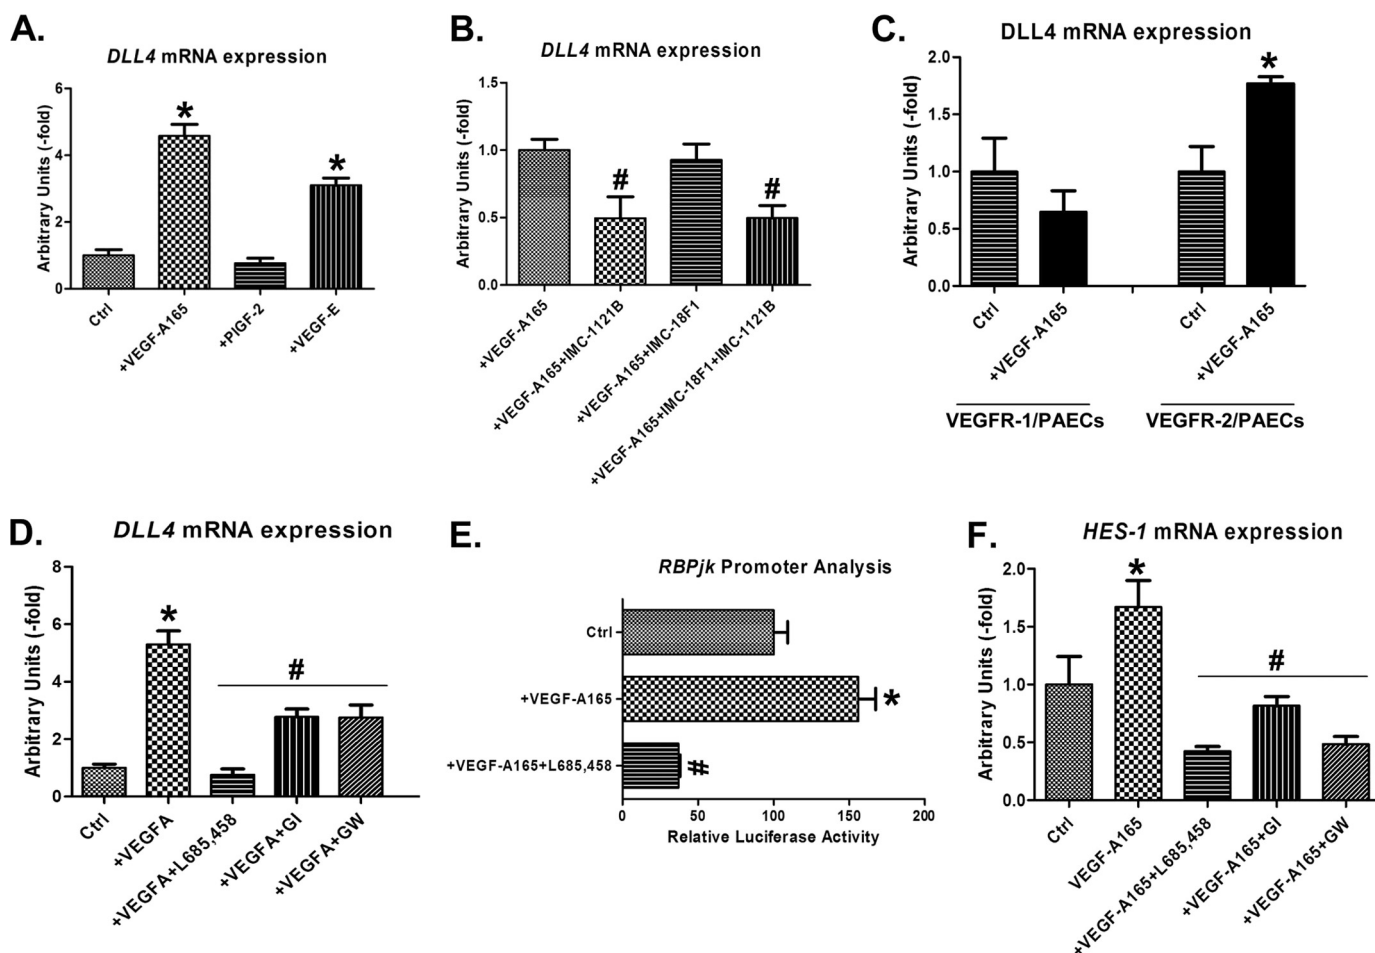 A.
DLL4 mRNA expression
Arbitrary Units (-fold)
6
4
2
0
*
*
Ctrl
+VEGF-A165
+PlGF-2
+VEGF-E
B.
DLL4 mRNA expression
Arbitrary Units (-fold)
1.5
1.0
0.5
0.0
#
#
+VEGF-A165
+VEGF-A165+IMC-1121B
+VEGF-A165+IMC-18F1
+VEGF-A165+IMC-18F1+IMC-1121B
C.
DLL4 mRNA expression
Arbitrary Units (-fold)
2.0
1.5
1.0
0.5
0.0
*
Ctrl
+VEGF-A165
Ctrl
+VEGF-A165
VEGFR-1/PAECs
VEGFR-2/PAECs
D.
DLL4 mRNA expression
Arbitrary Units (-fold)
8
6
4
2
0
*
#
Ctrl
+VEGFA
+VEGFA+L685,458
+VEGFA+GI
+VEGFA+GW
E.
RBPjk Promoter Analysis
Ctrl
+VEGF-A165
*
+VEGF-A165+L685,458
#
0
50
100
150
200
Relative Luciferase Activity
F.
HES-1 mRNA expression
Arbitrary Units (-fold)
2.0
1.5
1.0
0.5
0.0
*
#
Ctrl
VEGF-A165
+VEGF-A165+L685,458
+VEGF-A165+GI
+VEGF-A165+GW